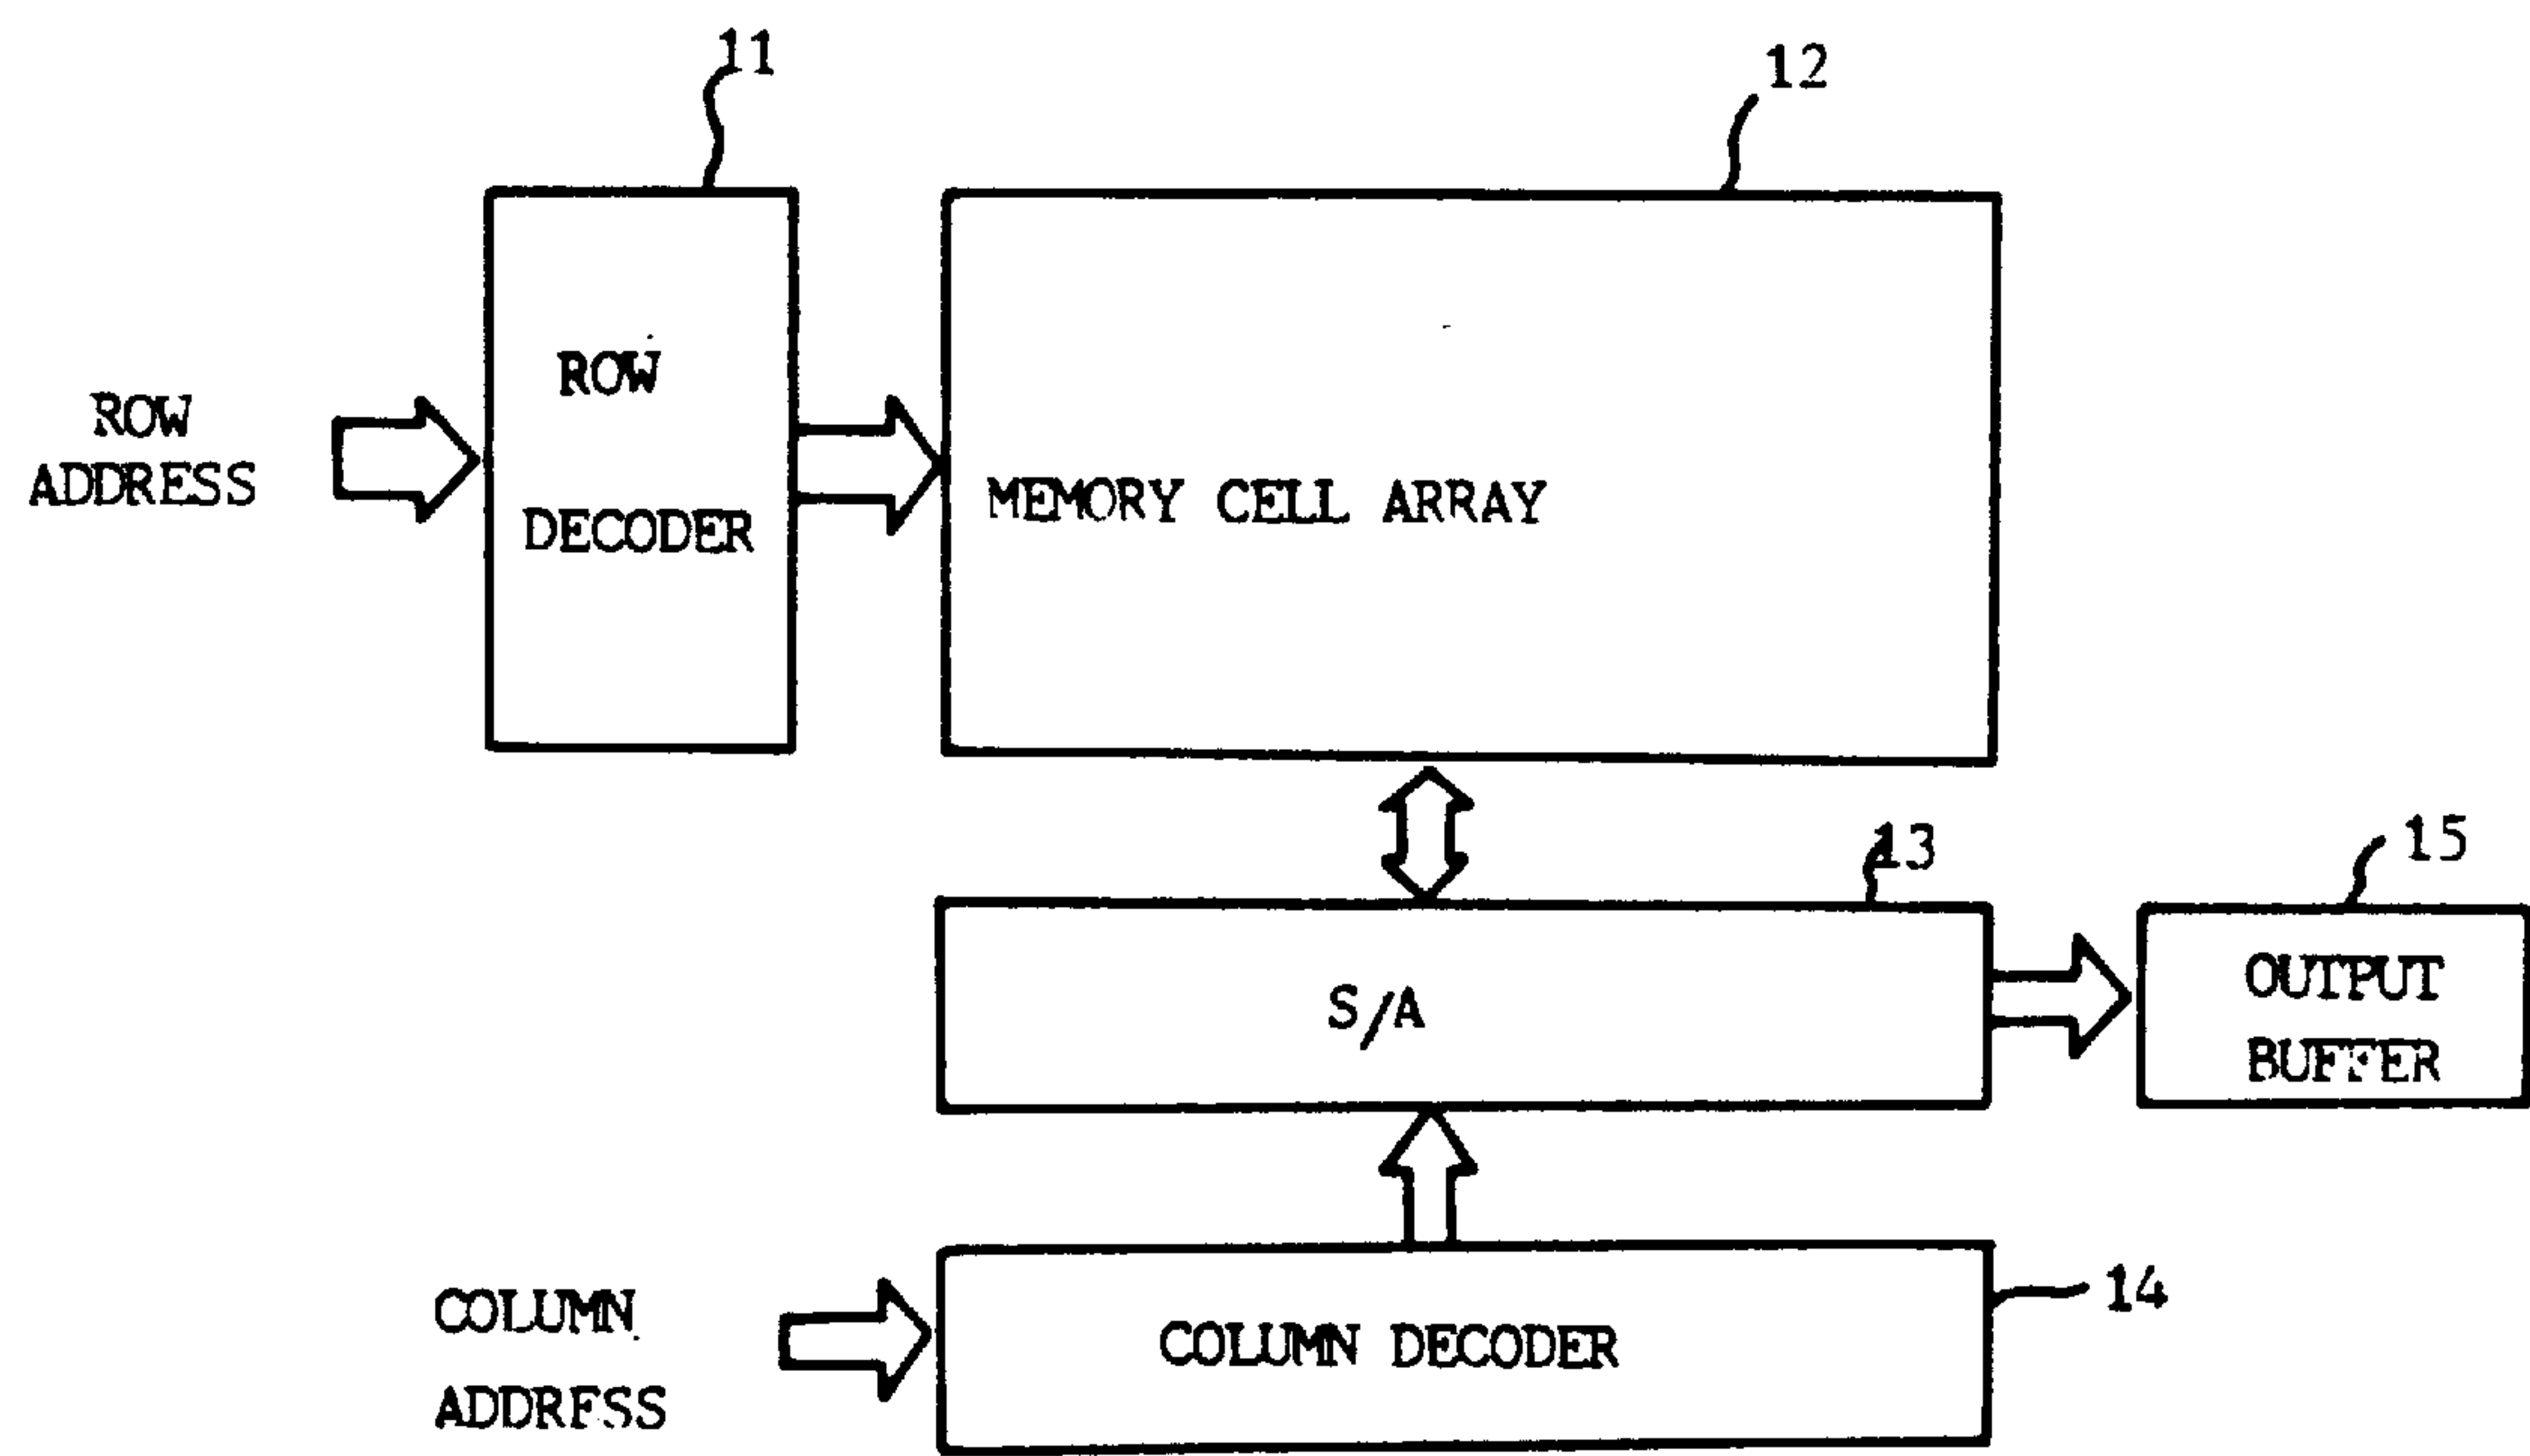 11
12
ROW
DECODER
ROW
ADDRESS
MEMORY CELL ARRAY
13
15
S/A
OUTPUT
BUFFER
14
COLUMN
ADDRESS
COLUMN DECODER